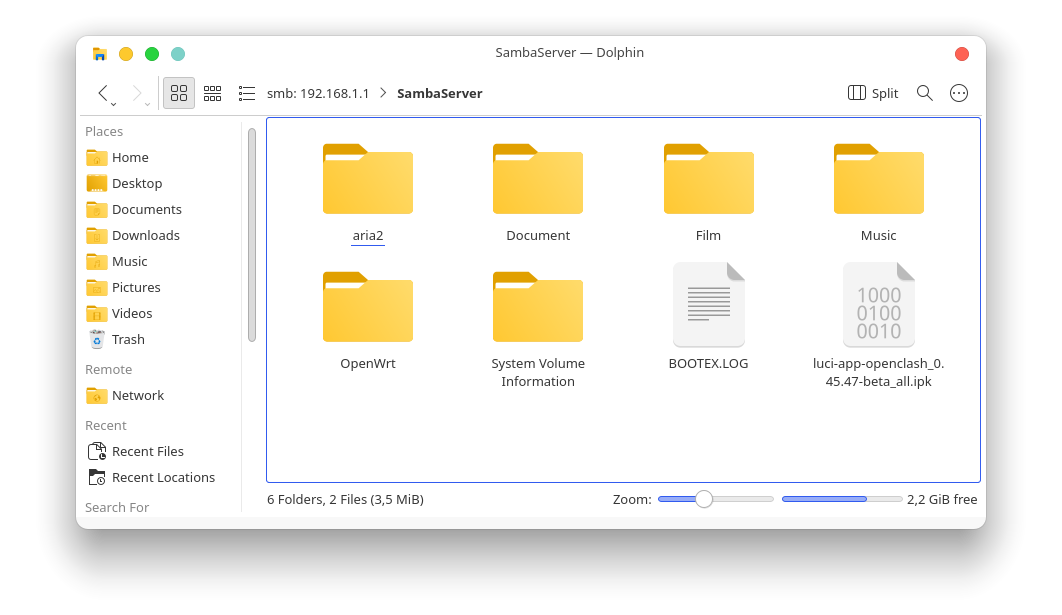 SambaServer — Dolphin
smb: 192.168.1.1 > SambaServer
Split
Places
Home
Desktop
Documents
Downloads
Music
Pictures
Videos
Trash
Remote
Network
Recent
Recent Files
Recent Locations
Search For
aria2
Document
Film
Music
OpenWrt
System Volume
Information
BOOTEX.LOG
1000
0100
0010
luci-app-openclash_0.
45.47-beta_all.ipk
6 Folders, 2 Files (3,5 MiB)
Zoom:
2,2 GiB free